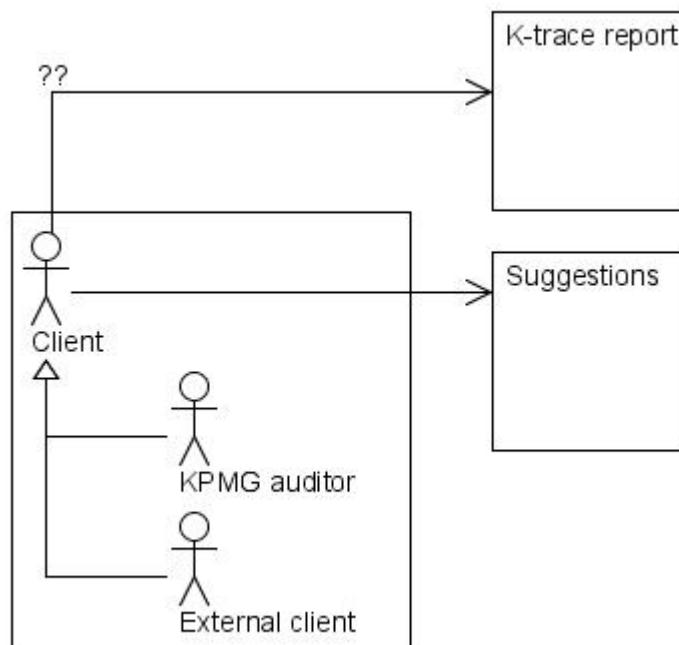 K-trace report
??
Suggestions
Client
KPMG auditor
External client